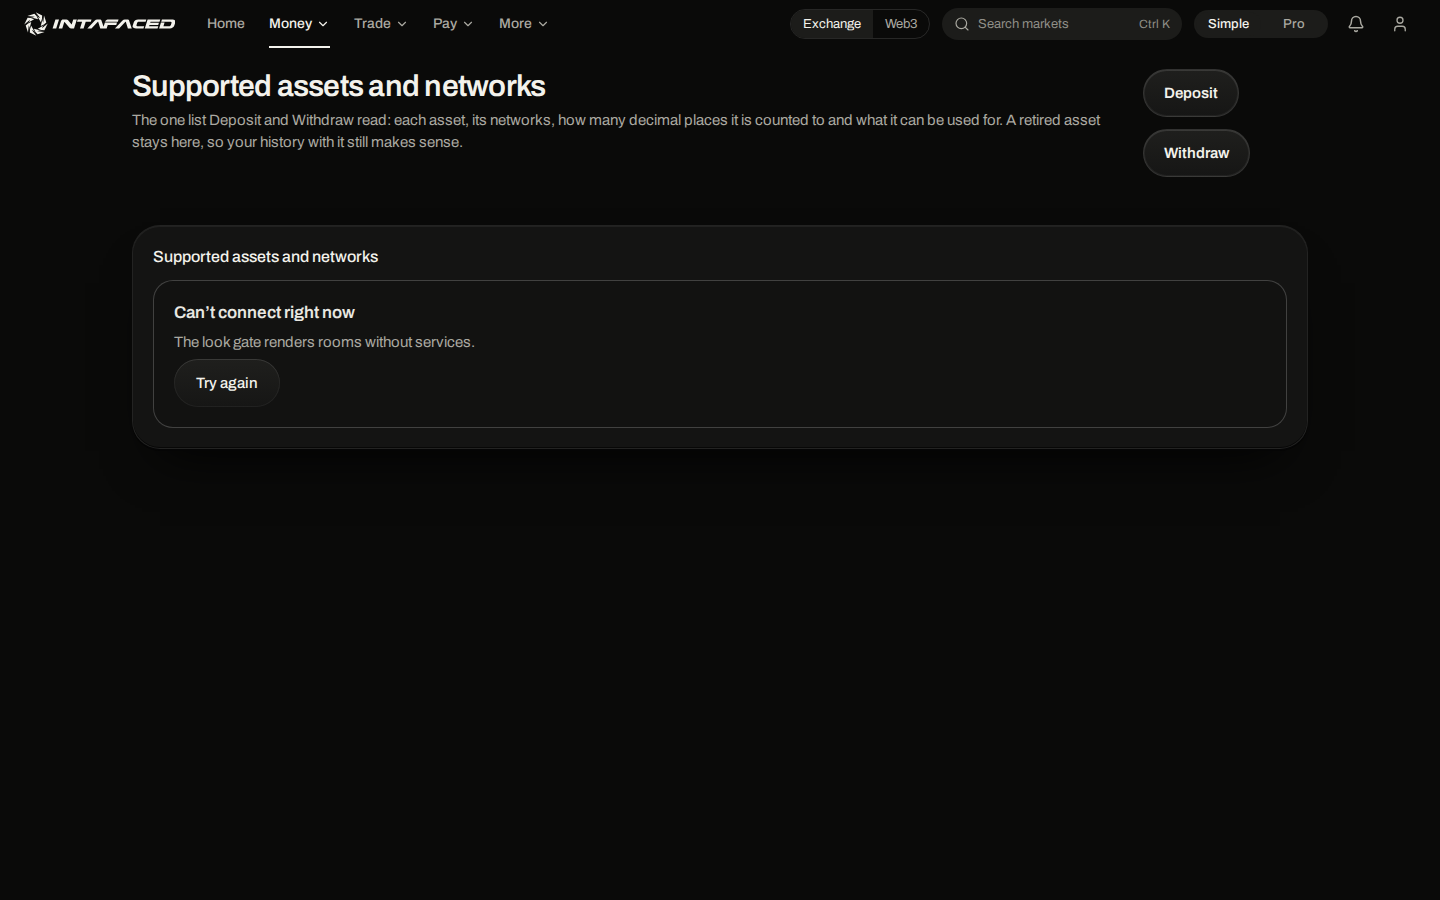 INTAFACED
Home
Money
Trade
Pay
More
Exchange
Web3
Search markets
Ctrl K
Simple
Pro
Supported assets and networks
The one list Deposit and Withdraw read: each asset, its networks, how many decimal places it is counted to and what it can be used for. A retired asset
stays here, so your history with it still makes sense.
Deposit
Withdraw
Supported assets and networks
Can’t connect right now
The look gate renders rooms without services.
Try again